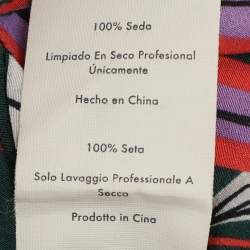 100% Seda
Limpiado En Seco Profesional
Únicamente
Hecho en China
100% Seta
Solo Lavaggio Professionale A
Secco
Prodotto in Cina